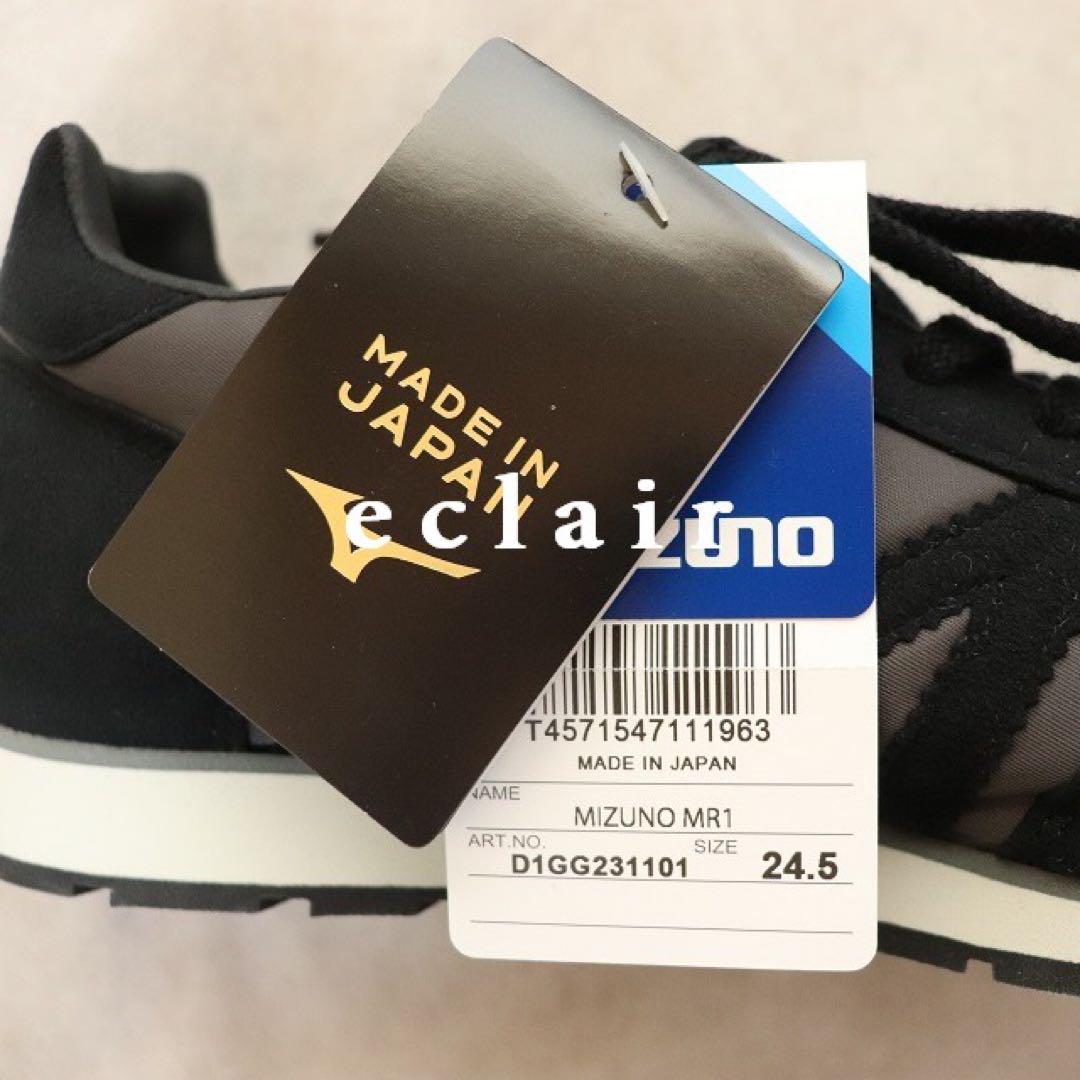 MADE IN
JAPAN
eclair
zuno
T4571547111963
MADE IN JAPAN
NAME
MIZUNO MR1
ART.NO.
SIZE
D1GG231101
24.5